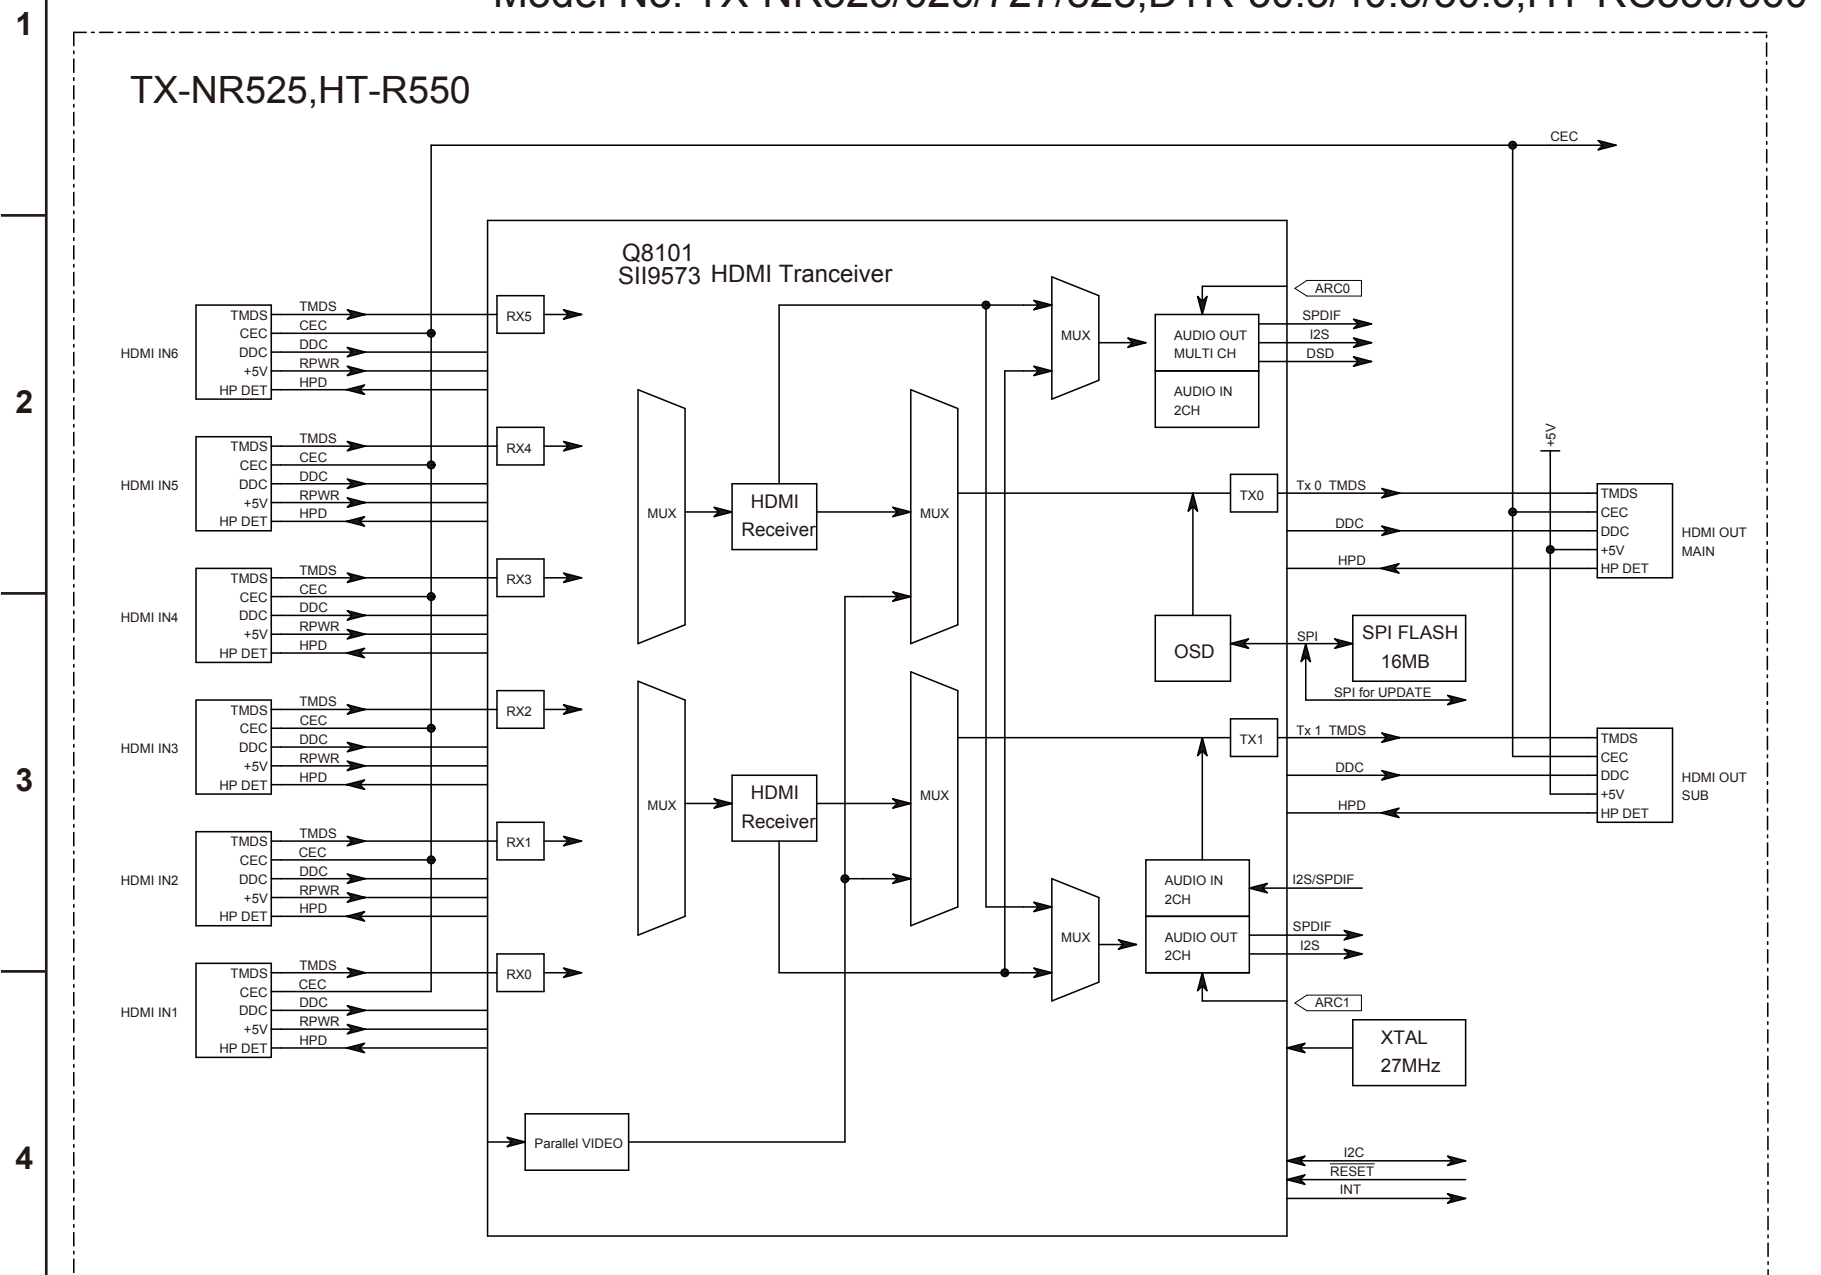 1
TX-NR525,HT-R550
CEC
2
Q8101
SII9573 HDMI Tranceiver
HDMI IN6
TMDS
CEC
DDC
+5V
HP DET
TMDS
CEC
DDC
RPWR
HPD
RX5
HDMI IN5
TMDS
CEC
DDC
+5V
HP DET
TMDS
CEC
DDC
RPWR
HPD
RX4
HDMI IN4
TMDS
CEC
DDC
+5V
HP DET
TMDS
CEC
DDC
RPWR
HPD
RX3
3
HDMI IN3
TMDS
CEC
DDC
+5V
HP DET
TMDS
CEC
DDC
RPWR
HPD
RX2
HDMI IN2
TMDS
CEC
DDC
+5V
HP DET
TMDS
CEC
DDC
RPWR
HPD
RX1
HDMI IN1
TMDS
CEC
DDC
+5V
HP DET
TMDS
CEC
DDC
RPWR
HPD
RX0
4
Parallel VIDEO
MUX
HDMI
Receiver
MUX
MUX
HDMI
Receiver
MUX
MUX
AUDIO OUT
MULTI CH
AUDIO IN
2CH
ARC0
SPDIF
I2S
DSD
TX0
Tx 0 TMDS
DDC
HPD
+5V
TMDS
CEC
DDC
+5V
HP DET
HDMI OUT
MAIN
OSD
SPI
SPI FLASH
16MB
SPI for UPDATE
TX1
Tx 1 TMDS
DDC
HPD
TMDS
CEC
DDC
+5V
HP DET
HDMI OUT
SUB
MUX
AUDIO IN
2CH
AUDIO OUT
2CH
I2S/SPDIF
SPDIF
I2S
ARC1
XTAL
27MHz
I2C
RESET
INT